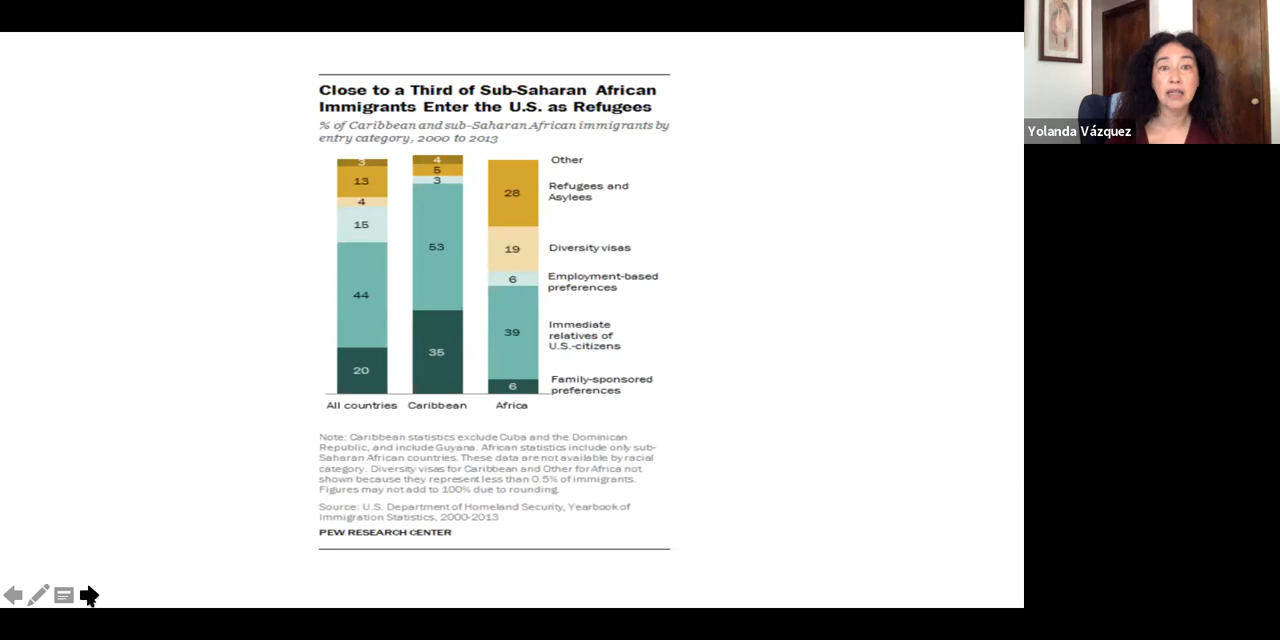 Close to a Third of Sub-Saharan African
Immigrants Enter the U.S. as Refugees
% of Caribbean and sub-Saharan African immigrants by
entry category, 2000 to 2013
3
13
4
15
44
20
4
5
3
53
35
28
19
6
39
6
Other
Refugees and
Asylees
Diversity visas
Employment-based
preferences
Immediate
relatives of
U.S.-citizens
Family-sponsored
preferences
All countries
Caribbean
Africa
Note: Caribbean statistics exclude Cuba and the Dominican
Republic, and include Guyana. African statistics include only sub-
Saharan African countries. These data are not available by racial
category. Diversity visas for Caribbean and Other for Africa not
shown because they represent less than 0.5% of immigrants.
Figures may not add to 100% due to rounding.
Source: U.S. Department of Homeland Security, Yearbook of
Immigration Statistics, 2000-2013
PEW RESEARCH CENTER
Yolanda Vázquez